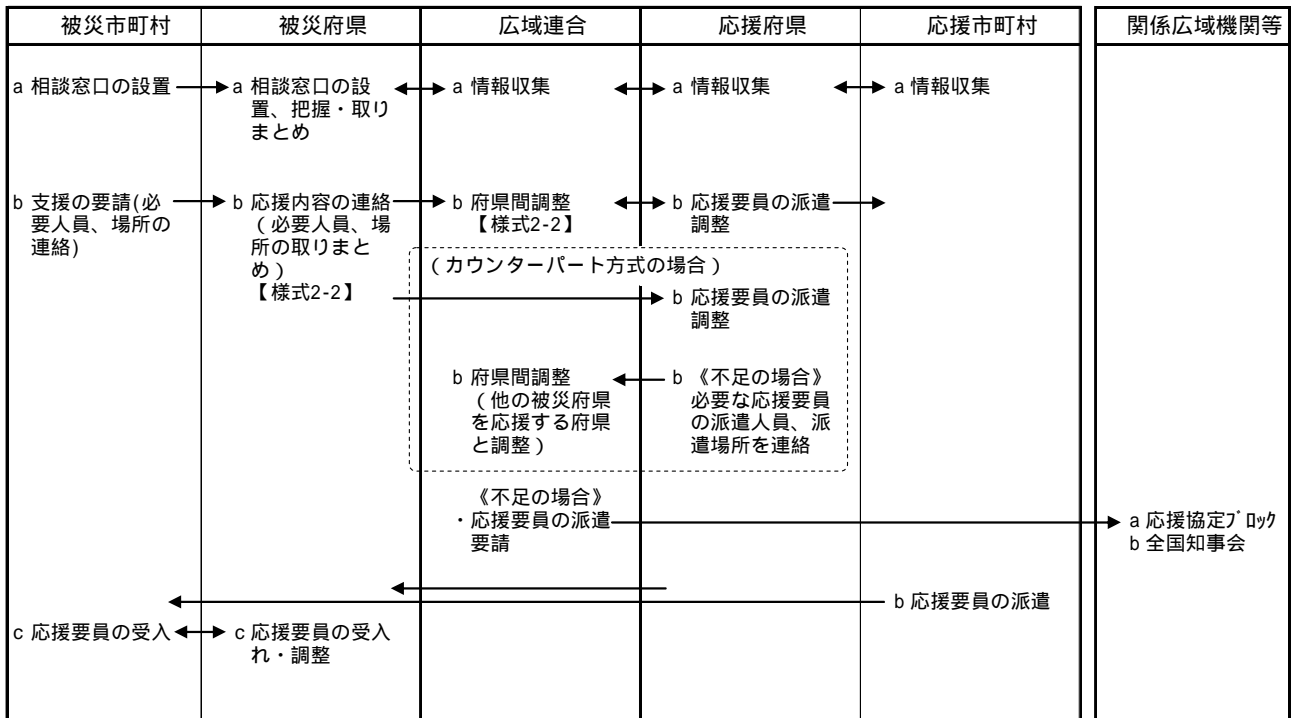 被災市町村
被災府県
広域連合
応援府県
応援市町村
関係広域機関等
a 相談窓口の設置
a 相談窓口の設
置、把握・取り
まとめ
a 情報収集
a 情報収集
a 情報収集
b 支援の要請(必
要人員、場所の
連絡)
b 応援内容の連絡
（必要人員、場
所の取りまと
め）
【様式2-2】
b 府県間調整
【様式2-2】
b 応援要員の派遣
調整
（カウンターパート方式の場合）
b 応援要員の派遣
調整
b 府県間調整
（他の被災府県
を応援する府県
と調整）
b 《不足の場合》
必要な応援要員
の派遣人員、派
遣場所を連絡
《不足の場合》
・応援要員の派遣
要請
a 応援協定ﾌﾞﾛｯｸ
b 全国知事会
b 応援要員の派遣
c 応援要員の受入
c 応援要員の受入
れ・調整